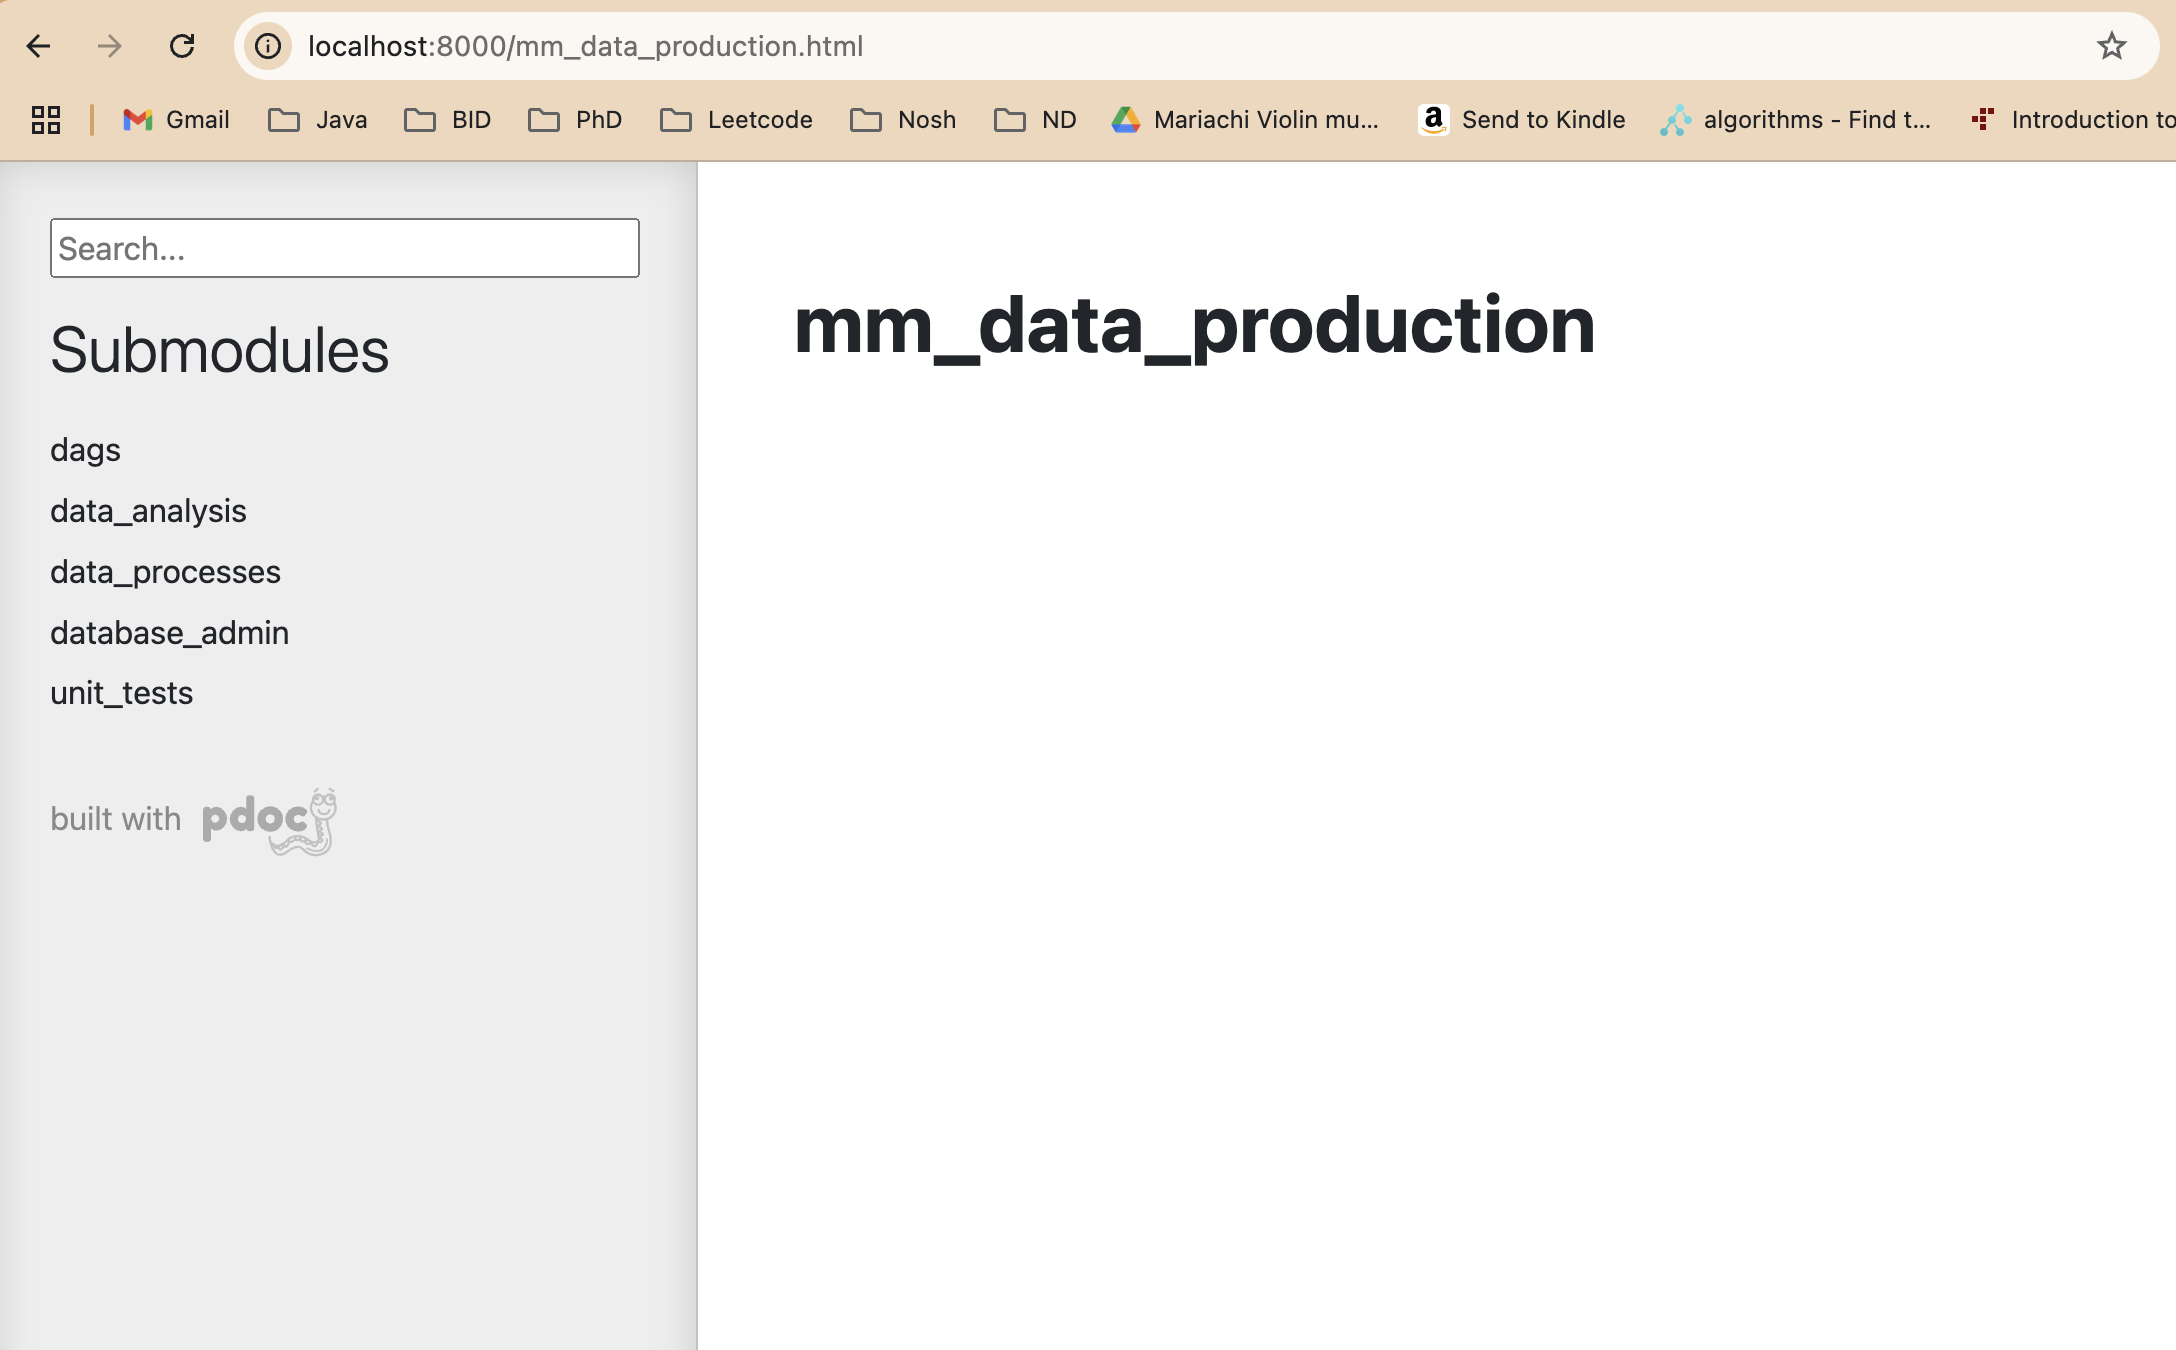 localhost:8000/mm_data_production.html
Gmail Java BID PhD Leetcode Nosh ND Mariachi Violin mu... Send to Kindle algorithms - Find t... Introduction to
Search...
Submodules
dags
data_analysis
data_processes
database_admin
unit_tests
built with pdoc
mm_data_production